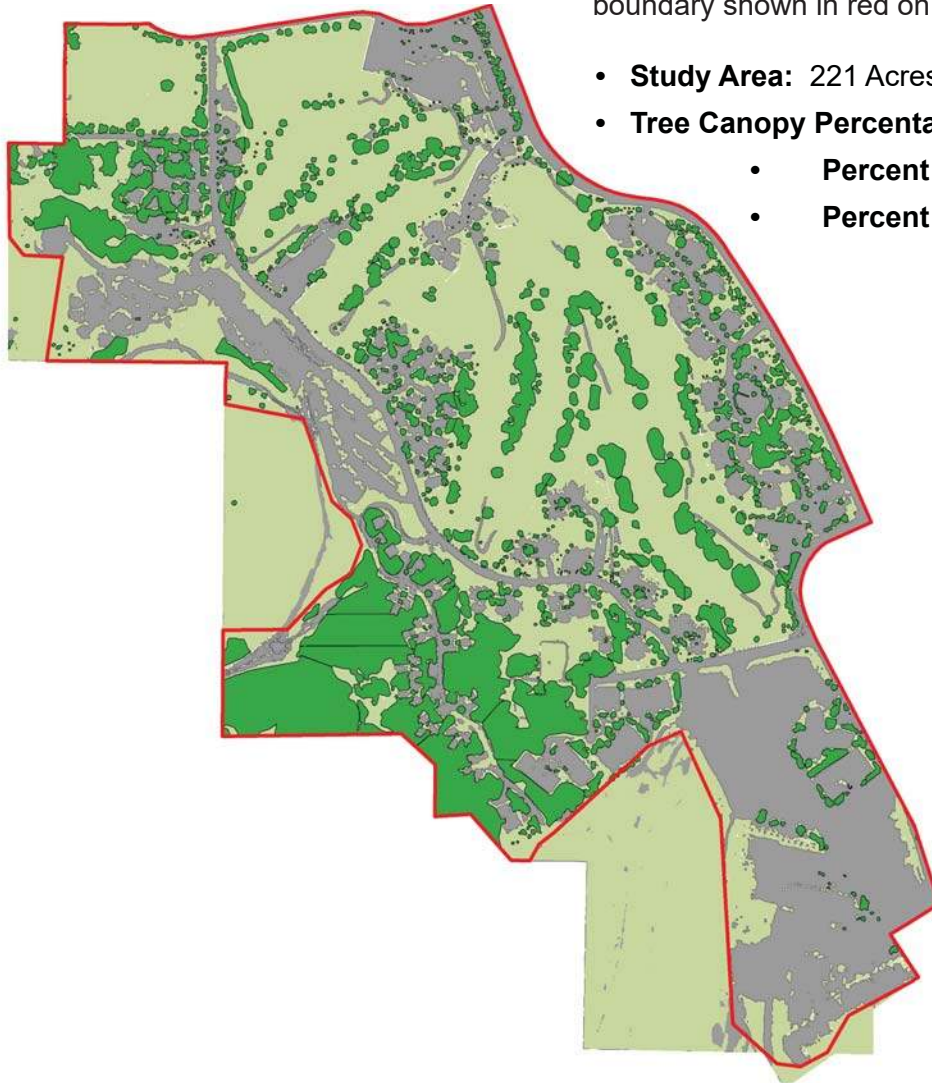 boundary shown in red on
• Study Area: 221 Acres
• Tree Canopy Percenta
• Percent
• Percent